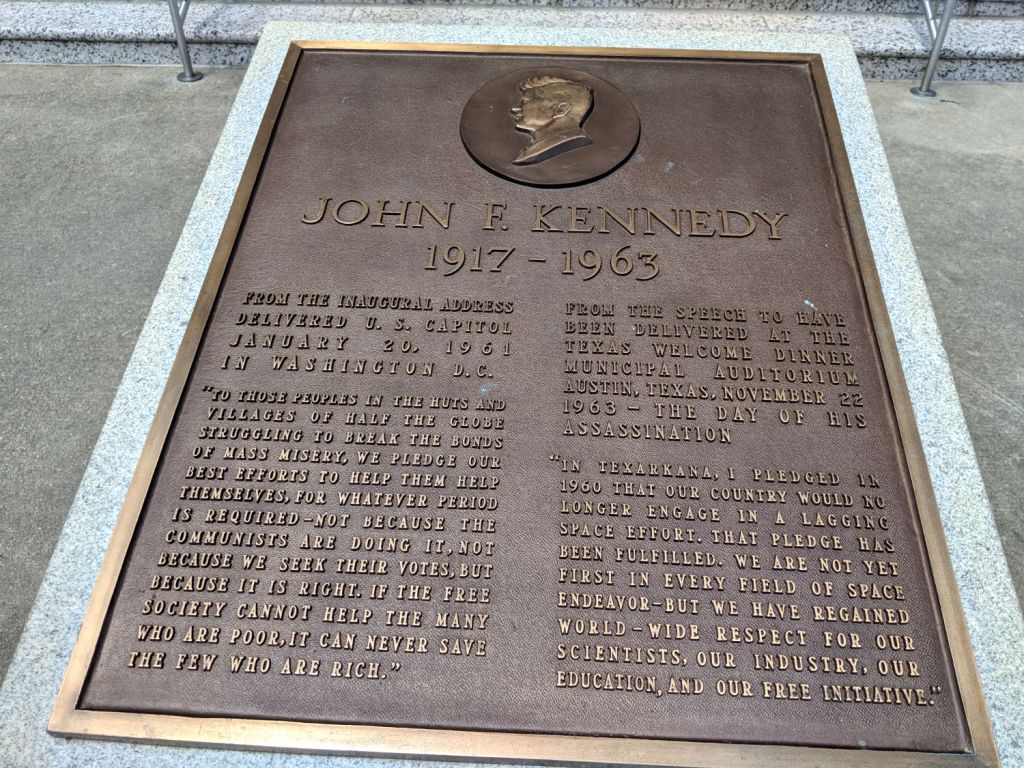 JOHN F. KENNEDY
1917 – 1963
FROM THE INAUGURAL ADDRESS
DELIVERED U. S. CAPITOL
JANUARY 20, 1961
IN WASHINGTON D.C.
"TO THOSE PEOPLES IN THE HUTS AND
VILLAGES OF HALF THE GLOBE
STRUGGLING TO BREAK THE BONDS
OF MASS MISERY, WE PLEDGE OUR
BEST EFFORTS TO HELP THEM HELP
THEMSELVES, FOR WHATEVER PERIOD
IS REQUIRED—NOT BECAUSE THE
COMMUNISTS ARE DOING IT, NOT
BECAUSE WE SEEK THEIR VOTES, BUT
BECAUSE IT IS RIGHT. IF THE FREE
SOCIETY CANNOT HELP THE MANY
WHO ARE POOR, IT CAN NEVER SAVE
THE FEW WHO ARE RICH."
FROM THE SPEECH TO HAVE
BEEN DELIVERED AT THE
TEXAS WELCOME DINNER
MUNICIPAL AUDITORIUM
AUSTIN, TEXAS, NOVEMBER 22
1963 – THE DAY OF HIS
ASSASSINATION
"IN TEXARKANA, I PLEDGED IN
1960 THAT OUR COUNTRY WOULD NO
LONGER ENGAGE IN A LAGGING
SPACE EFFORT. THAT PLEDGE HAS
BEEN FULFILLED. WE ARE NOT YET
FIRST IN EVERY FIELD OF SPACE
ENDEAVOR—BUT WE HAVE REGAINED
WORLD-WIDE RESPECT FOR OUR
SCIENTISTS, OUR INDUSTRY, OUR
EDUCATION, AND OUR FREE INITIATIVE."